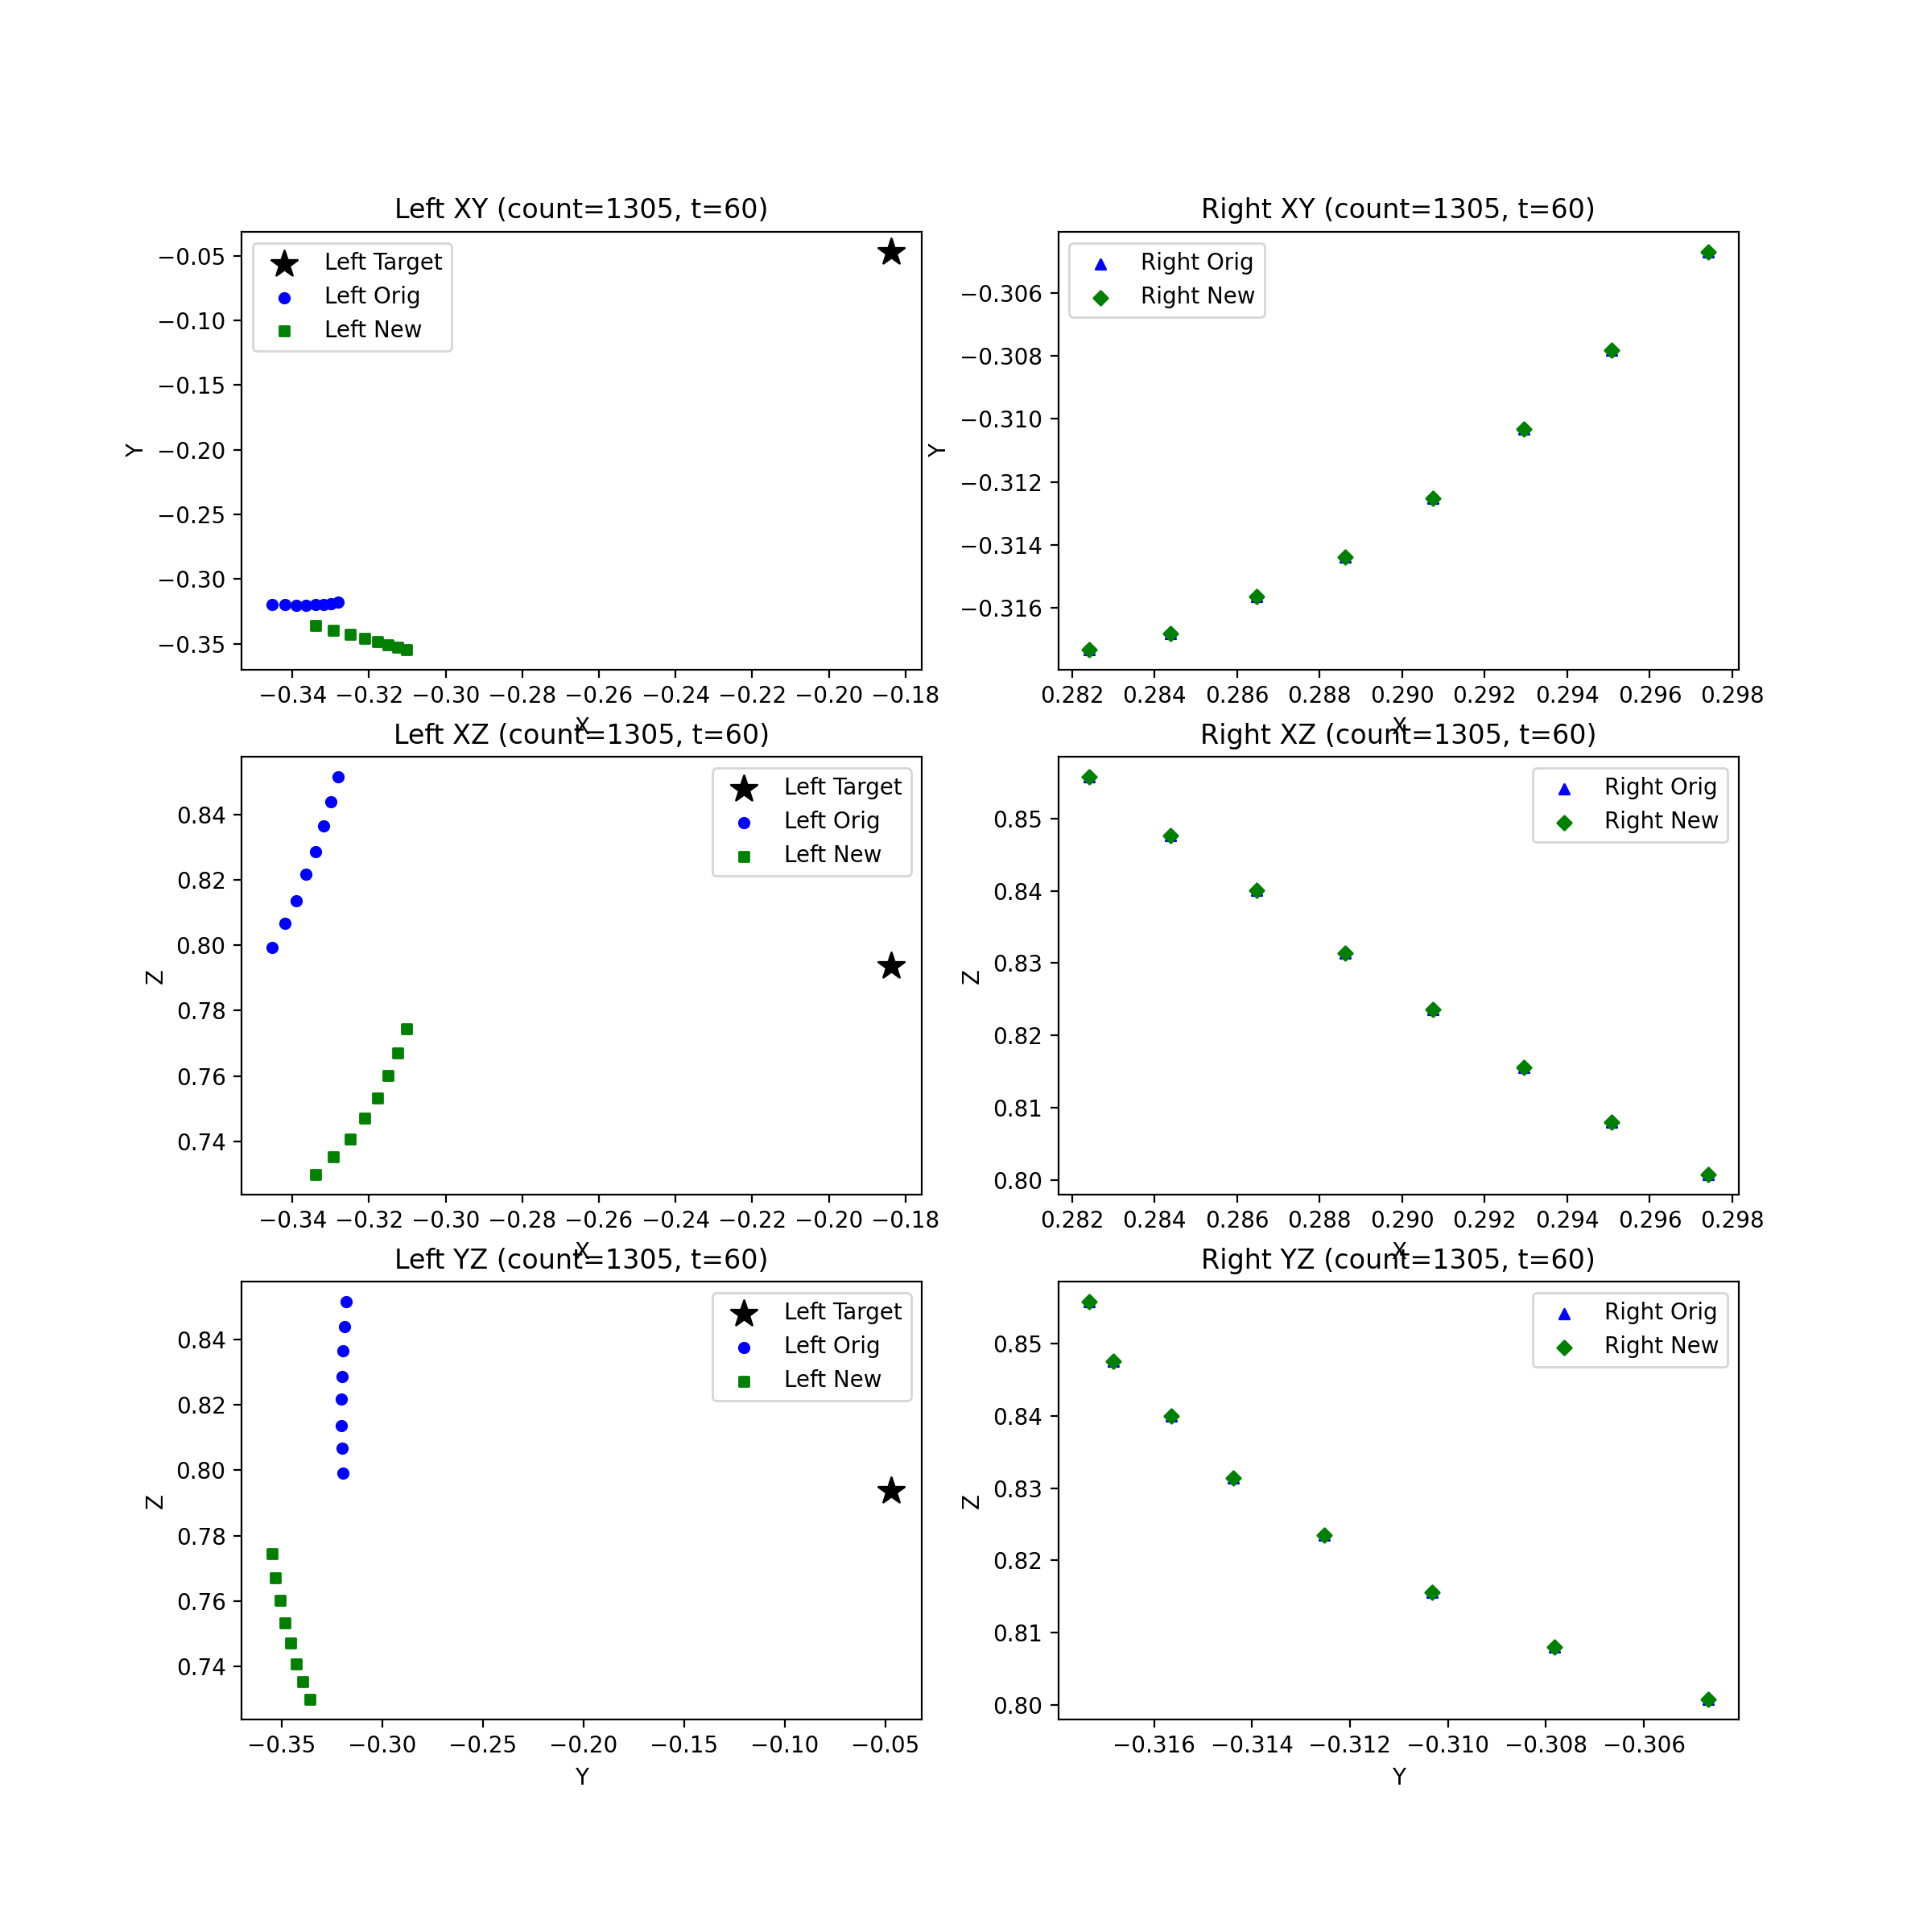 Left XY (count=1305, t=60)
Left Target
Left Orig
Left New
−0.05
−0.10
−0.15
−0.20
−0.25
−0.30
−0.35
Y
−0.34 −0.32 −0.30 −0.28 −0.26 −0.24 −0.22 −0.20 −0.18
X
Right XY (count=1305, t=60)
Right Orig
Right New
−0.306
−0.308
−0.310
−0.312
−0.314
−0.316
Y
0.282 0.284 0.286 0.288 0.290 0.292 0.294 0.296 0.298
X
Left XZ (count=1305, t=60)
Left Target
Left Orig
Left New
0.84
0.82
0.80
0.78
0.76
0.74
Z
−0.34 −0.32 −0.30 −0.28 −0.26 −0.24 −0.22 −0.20 −0.18
X
Right XZ (count=1305, t=60)
Right Orig
Right New
0.85
0.84
0.83
0.82
0.81
0.80
Z
0.282 0.284 0.286 0.288 0.290 0.292 0.294 0.296 0.298
X
Left YZ (count=1305, t=60)
Left Target
Left Orig
Left New
0.84
0.82
0.80
0.78
0.76
0.74
Z
−0.35 −0.30 −0.25 −0.20 −0.15 −0.10 −0.05
Y
Right YZ (count=1305, t=60)
Right Orig
Right New
0.85
0.84
0.83
0.82
0.81
0.80
Z
−0.316 −0.314 −0.312 −0.310 −0.308 −0.306
Y